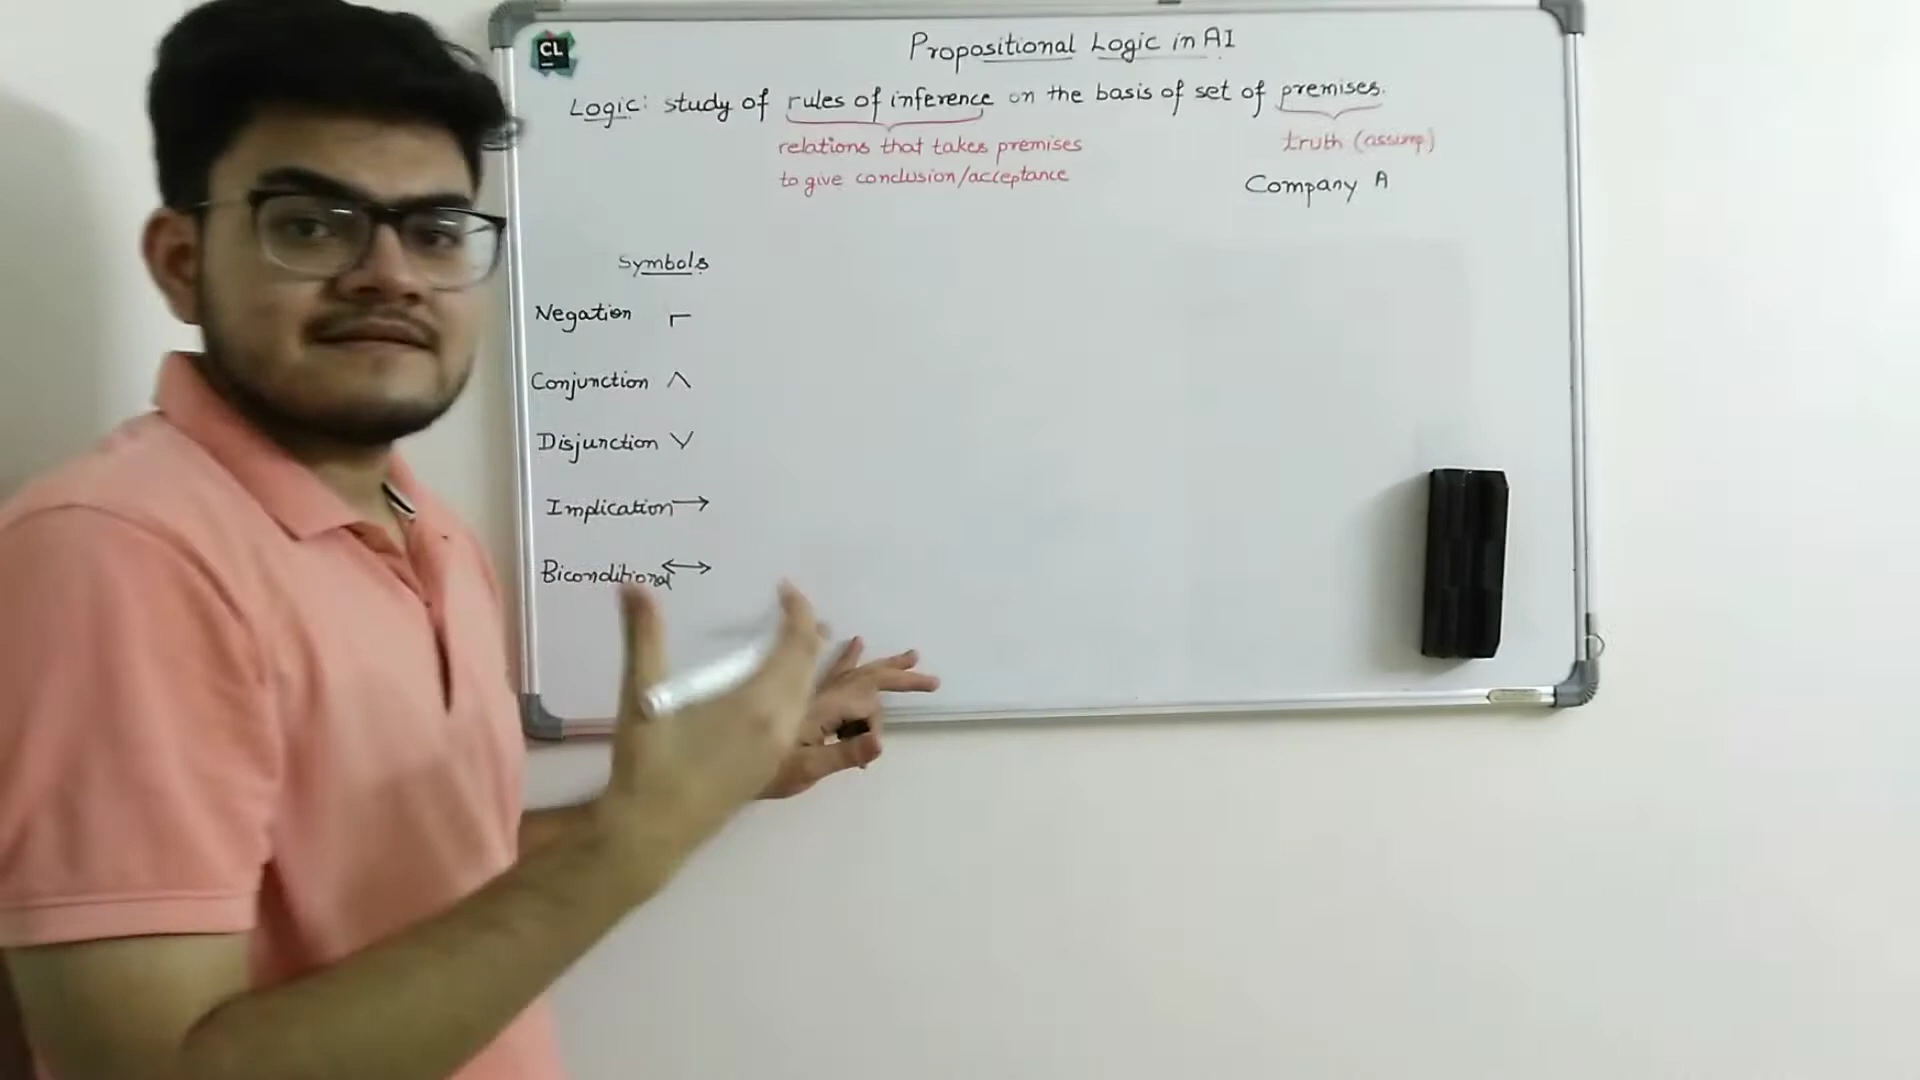 CL
Propositional Logic in AI
Logic: study of rules of inference on the basis of set of premises.
relations that takes premises
to give conclusion/acceptance
truth (assump)
Company A
Symbols
Negation ⌐
Conjunction ∧
Disjunction ∨
Implication →
Biconditional ↔